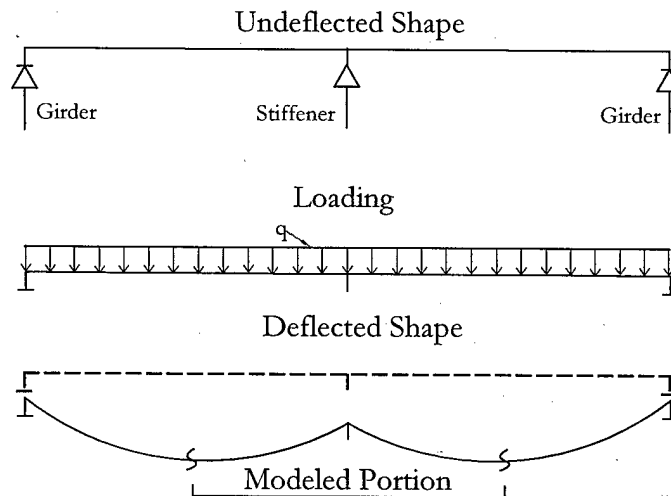 Undeflected Shape
Girder
Stiffener
Girder
Loading
q
Deflected Shape
Modeled Portion